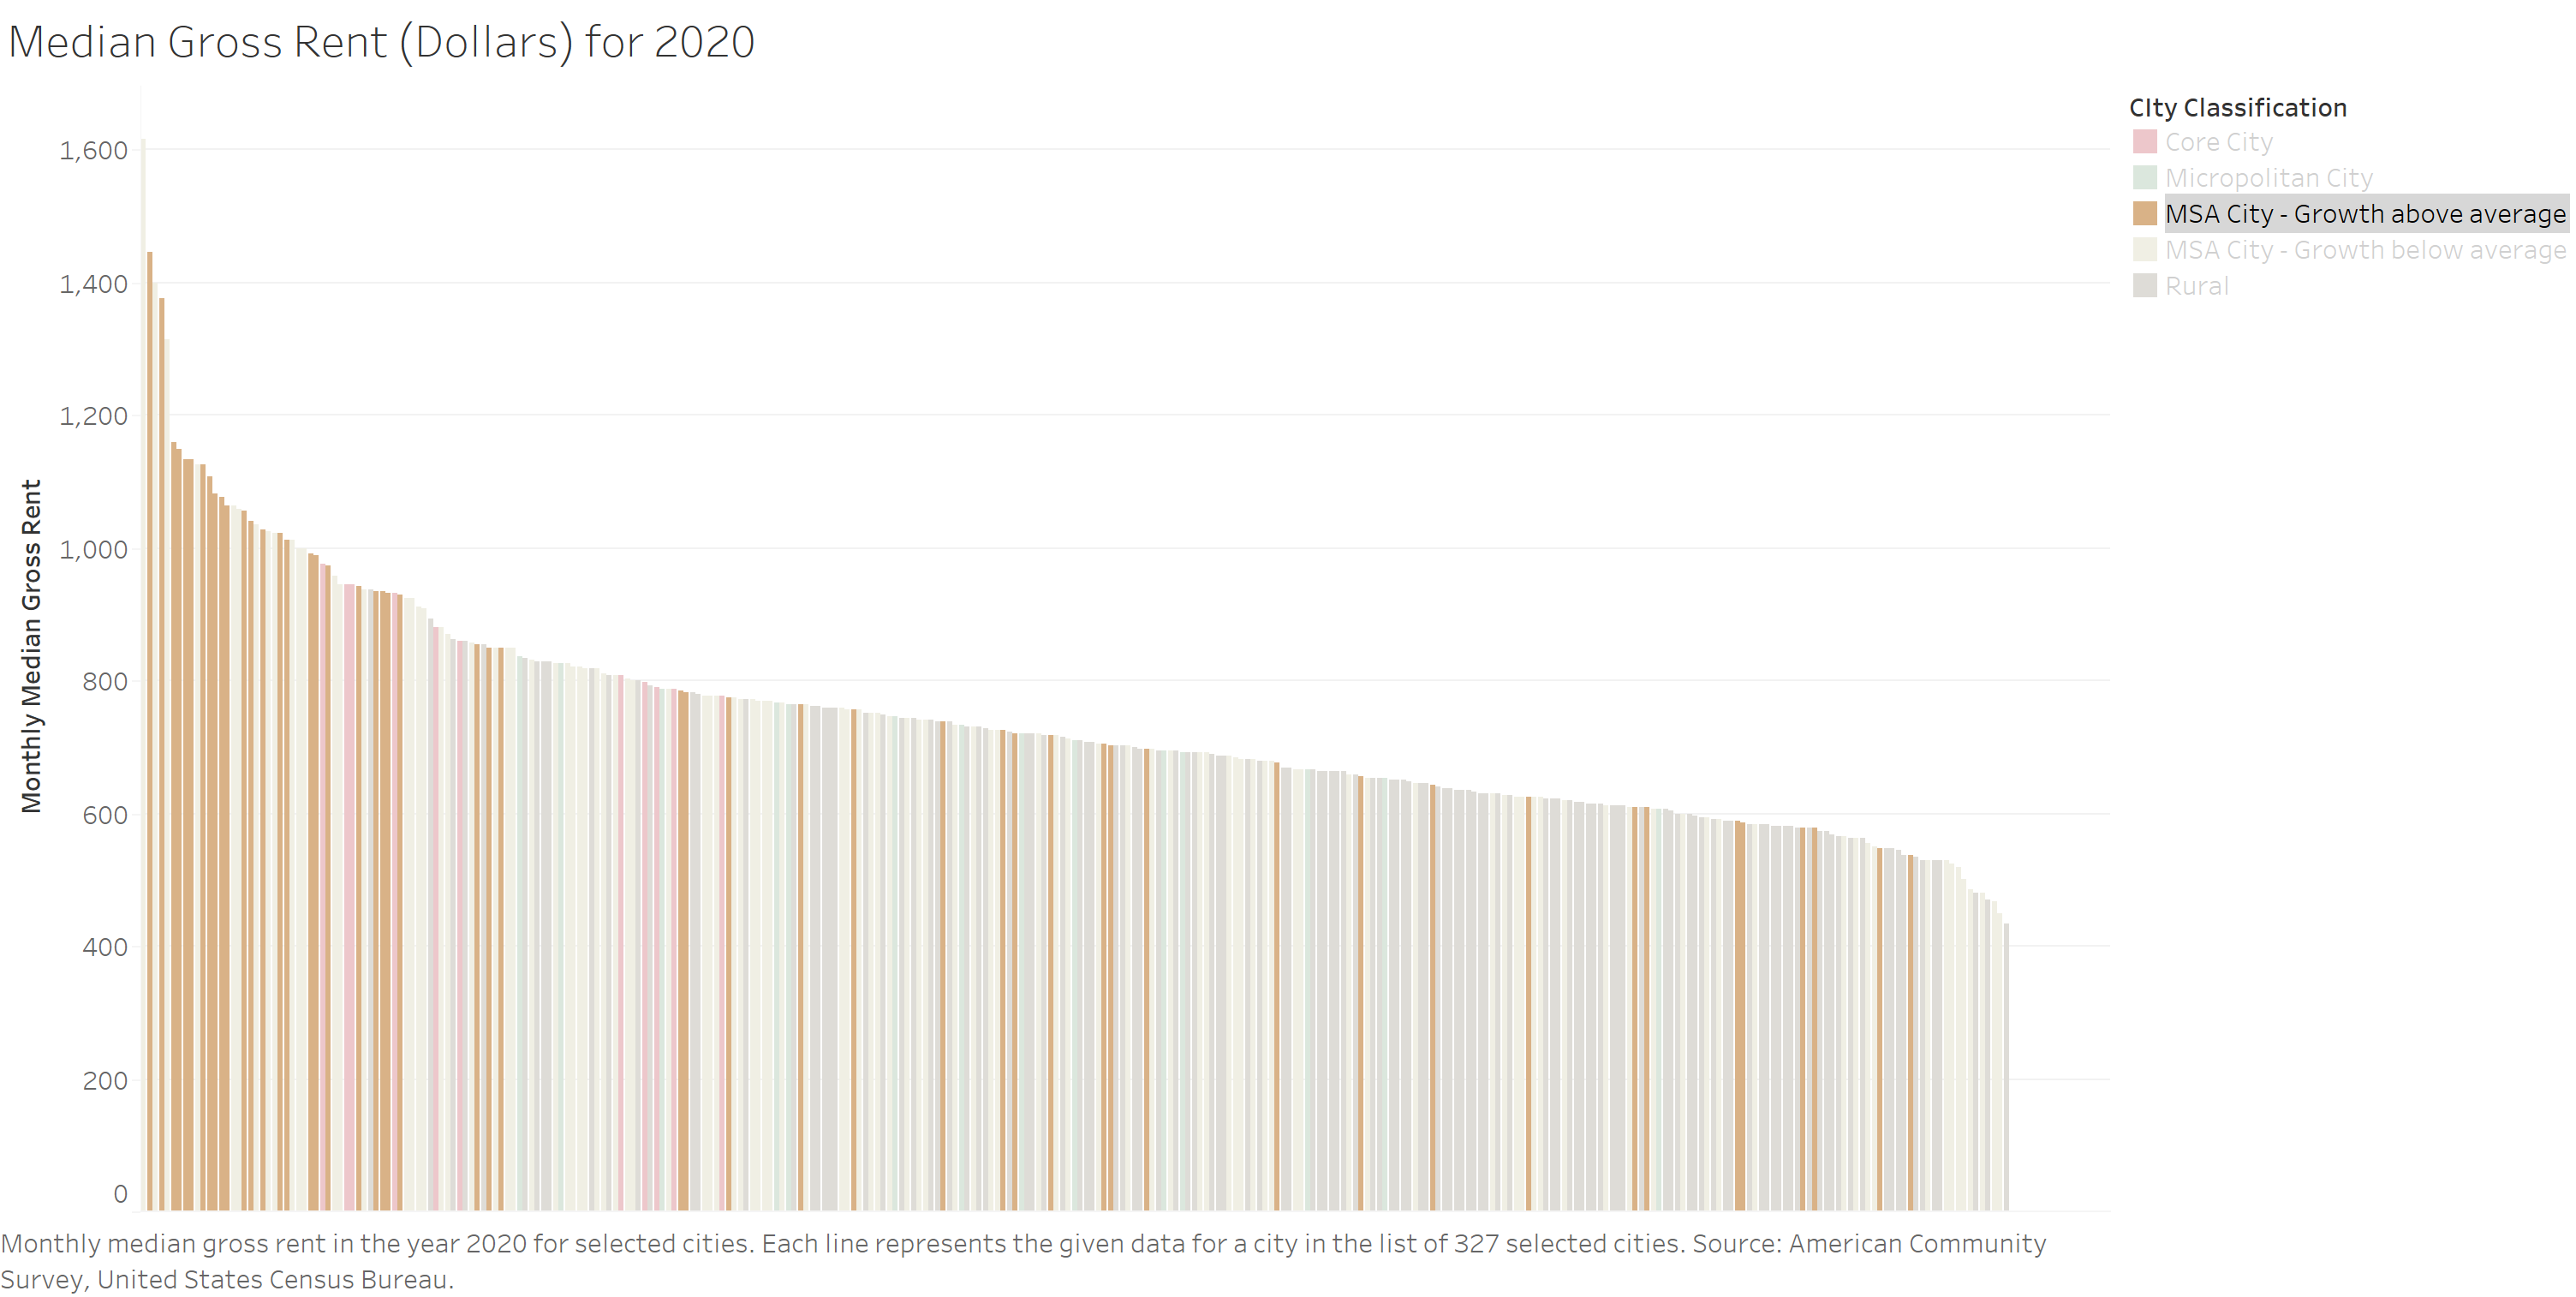 Median Gross Rent (Dollars) for 2020
CIty Classification
Core City
Micropolitan City
MSA City - Growth above average
MSA City - Growth below average
Rural
Monthly Median Gross Rent
1,600
1,400
1,200
1,000
800
600
400
200
0
Monthly median gross rent in the year 2020 for selected cities. Each line represents the given data for a city in the list of 327 selected cities. Source: American Community
Survey, United States Census Bureau.